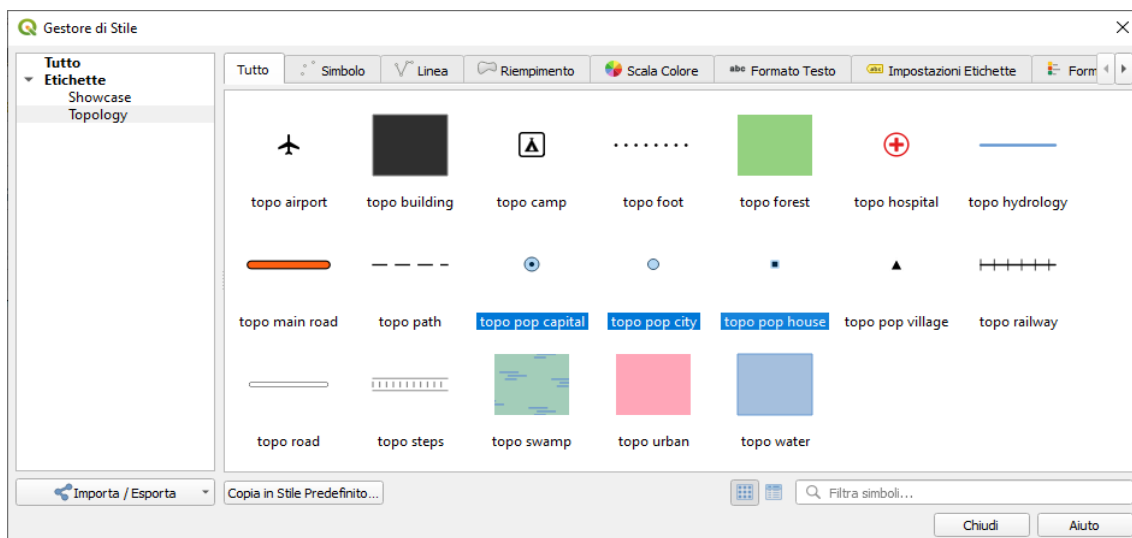 Gestore di Stile
Tutto
Etichette
Showcase
Topology
Tutto Simbolo Linea Riempimento Scala Colore abc Formato Testo abc Impostazioni Etichette Form
topo airport topo building topo camp topo foot topo forest topo hospital topo hydrology
topo main road topo path topo pop capital topo pop city topo pop house topo pop village topo railway
topo road topo steps topo swamp topo urban topo water
Importa / Esporta Copia in Stile Predefinito... Filtra simboli...
Chiudi Aiuto